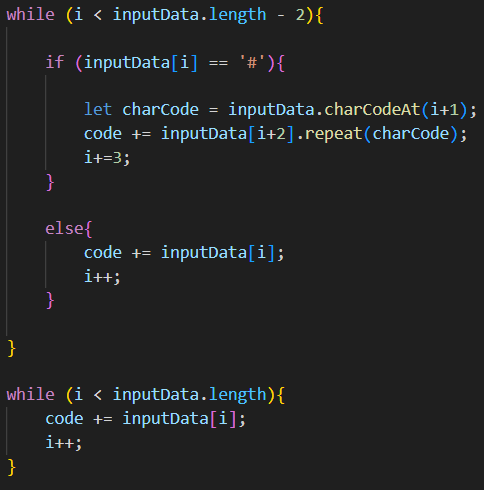 while (i < inputData.length - 2){
if (inputData[i] == '#'){
let charCode = inputData.charCodeAt(i+1);
code += inputData[i+2].repeat(charCode);
i+=3;
}
else{
code += inputData[i];
i++;
}
}
while (i < inputData.length){
code += inputData[i];
i++;
}